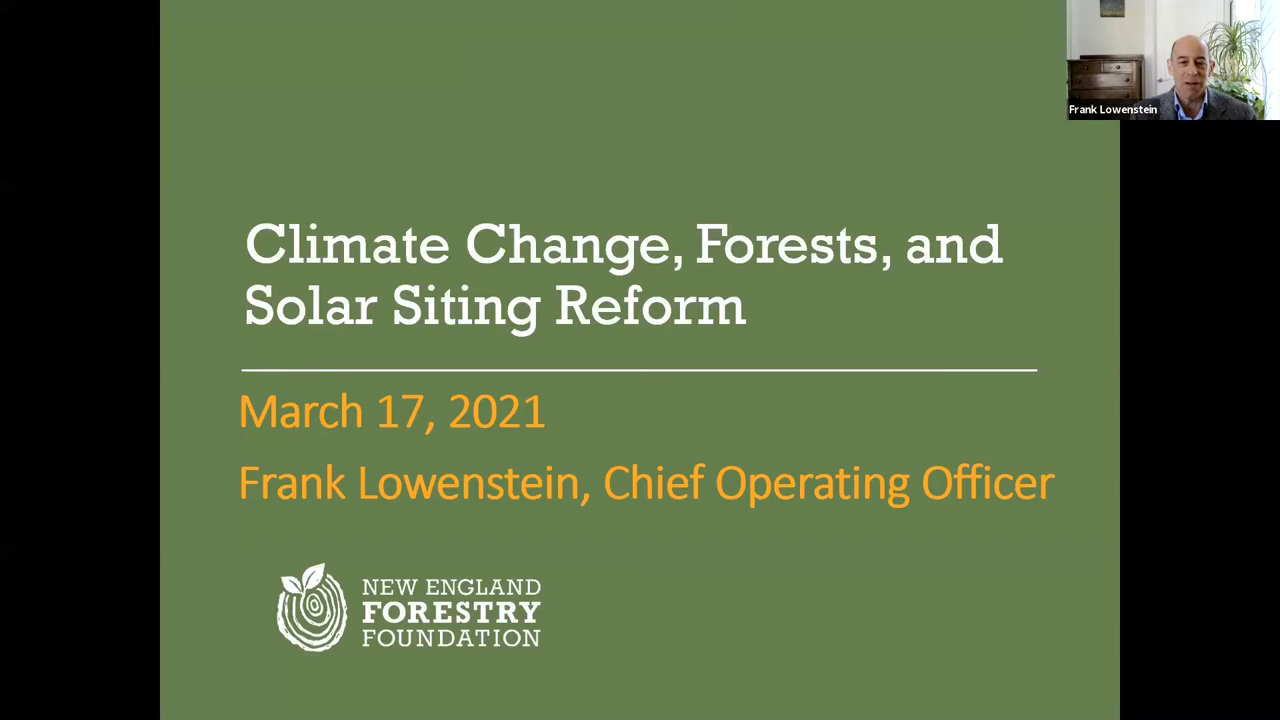 Frank Lowenstein
Climate Change, Forests, and
Solar Siting Reform
March 17, 2021
Frank Lowenstein, Chief Operating Officer
NEW ENGLAND
FORESTRY
FOUNDATION